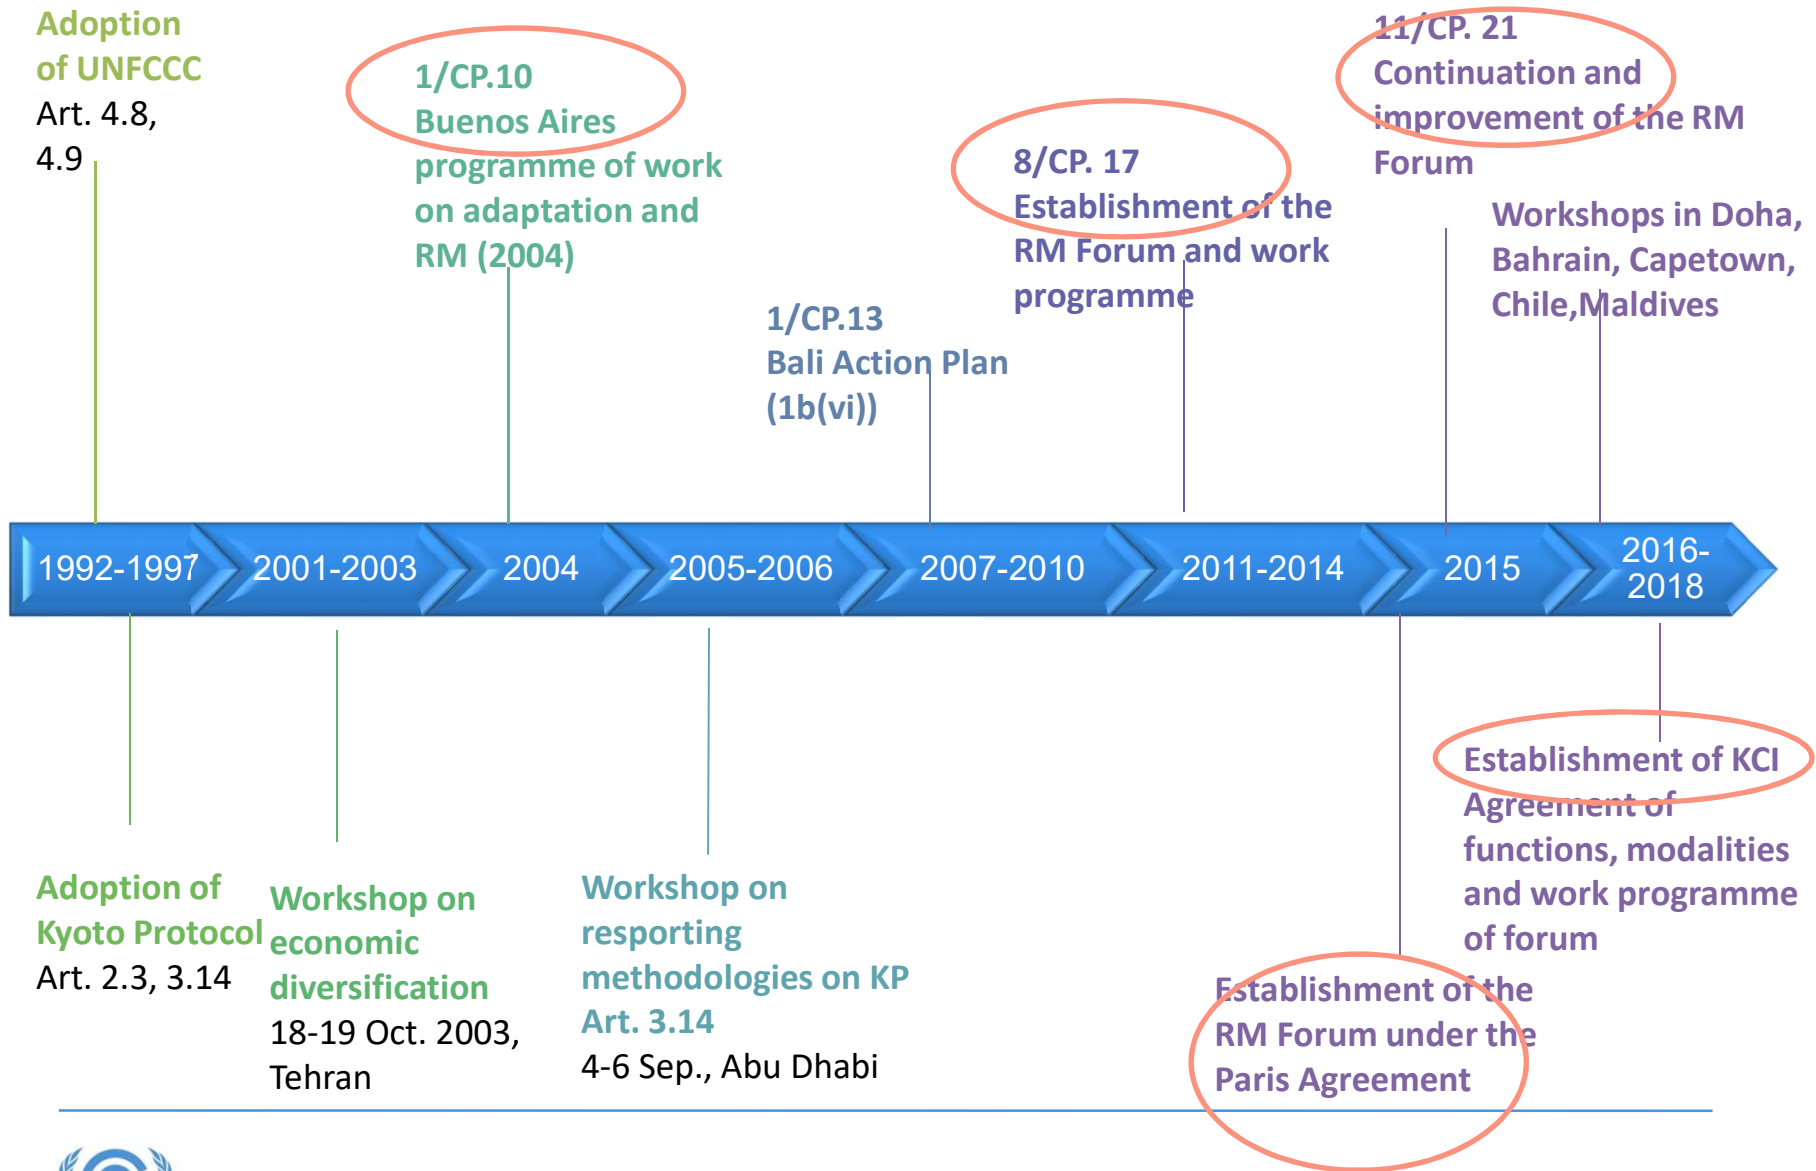 Adoption
of UNFCCC
Art. 4.8,
4.9
1/CP.10
Buenos Aires
programme of work
on adaptation and
RM (2004)
1/CP.13
Bali Action Plan
(1b(vi))
8/CP. 17
Establishment of the
RM Forum and work
programme
11/CP. 21
Continuation and
improvement of the RM
Forum
Workshops in Doha,
Bahrain, Capetown,
Chile,Maldives
1992-1997
2001-2003
2004
2005-2006
2007-2010
2011-2014
2015
2016-
2018
Adoption of
Kyoto Protocol
Art. 2.3, 3.14
Workshop on
economic
diversification
18-19 Oct. 2003,
Tehran
Workshop on
resporting
methodologies on KP
Art. 3.14
4-6 Sep., Abu Dhabi
Establishment of the
RM Forum under the
Paris Agreement
Establishment of KCI
Agreement of
functions, modalities
and work programme
of forum